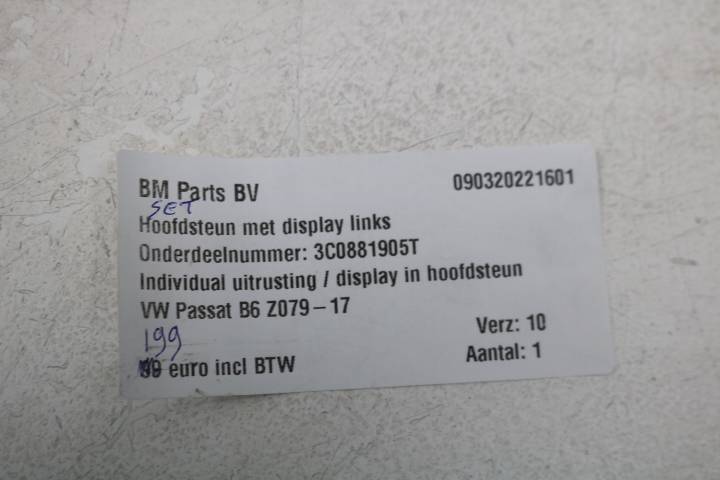 BM Parts BV 090320221601
SET
Hoofdsteun met display links
Onderdeelnummer: 3C0881905T
Individual uitrusting / display in hoofdsteun
VW Passat B6 Z079-17
Verz: 10
199
euro incl BTW
Aantal: 1